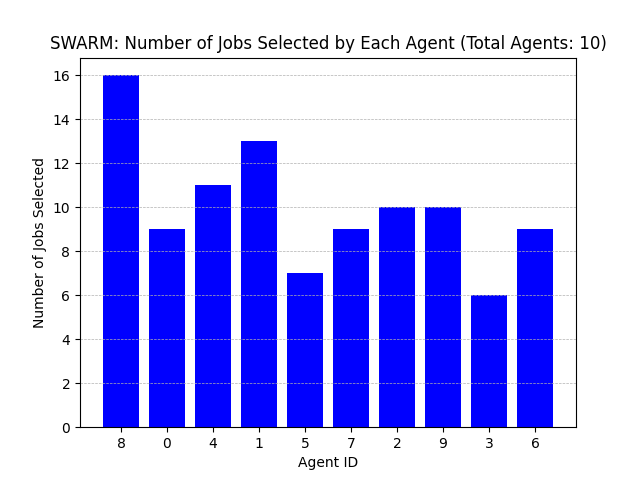 SWARM: Number of Jobs Selected by Each Agent (Total Agents: 10)
16
14
12
10
8
6
4
2
0
Number of Jobs Selected
8 0 4 1 5 7 2 9 3 6
Agent ID